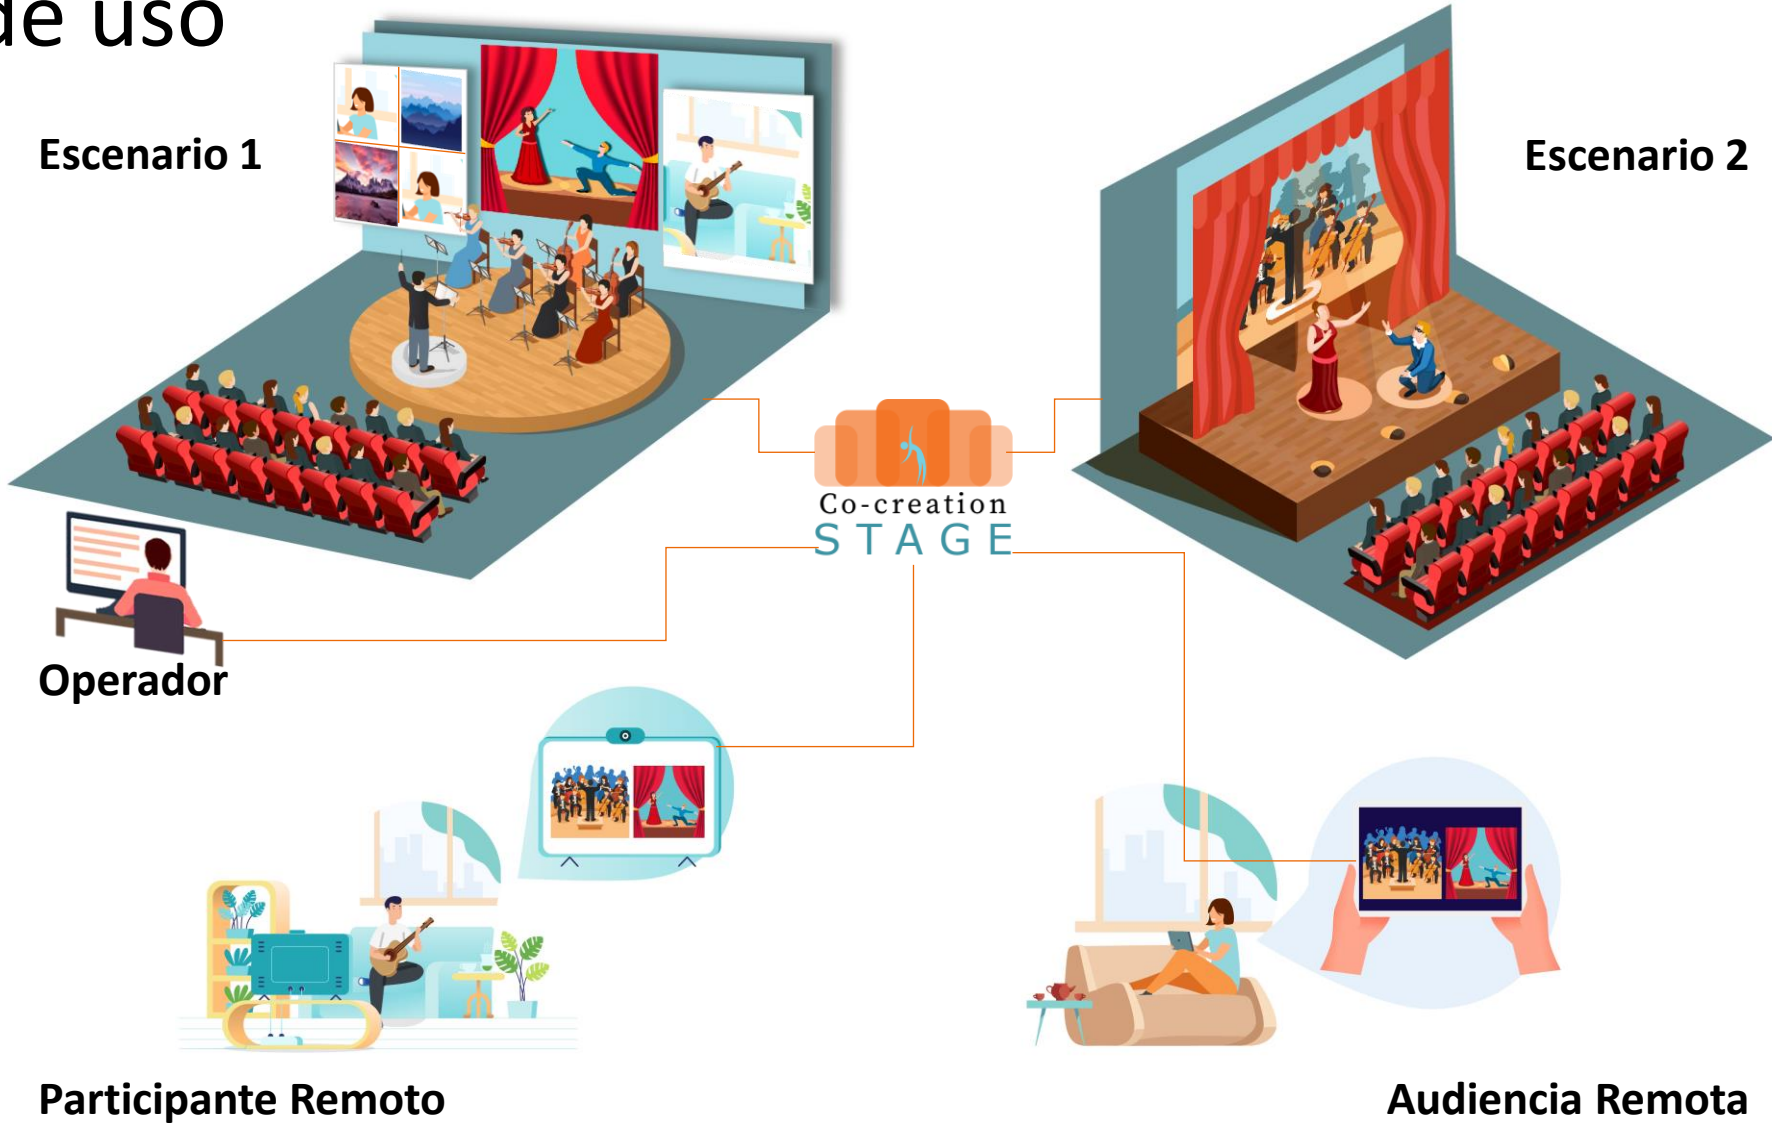 de uso
Escenario 1
Escenario 2
Co-creation
STAGE
Operador
Participante Remoto
Audiencia Remota